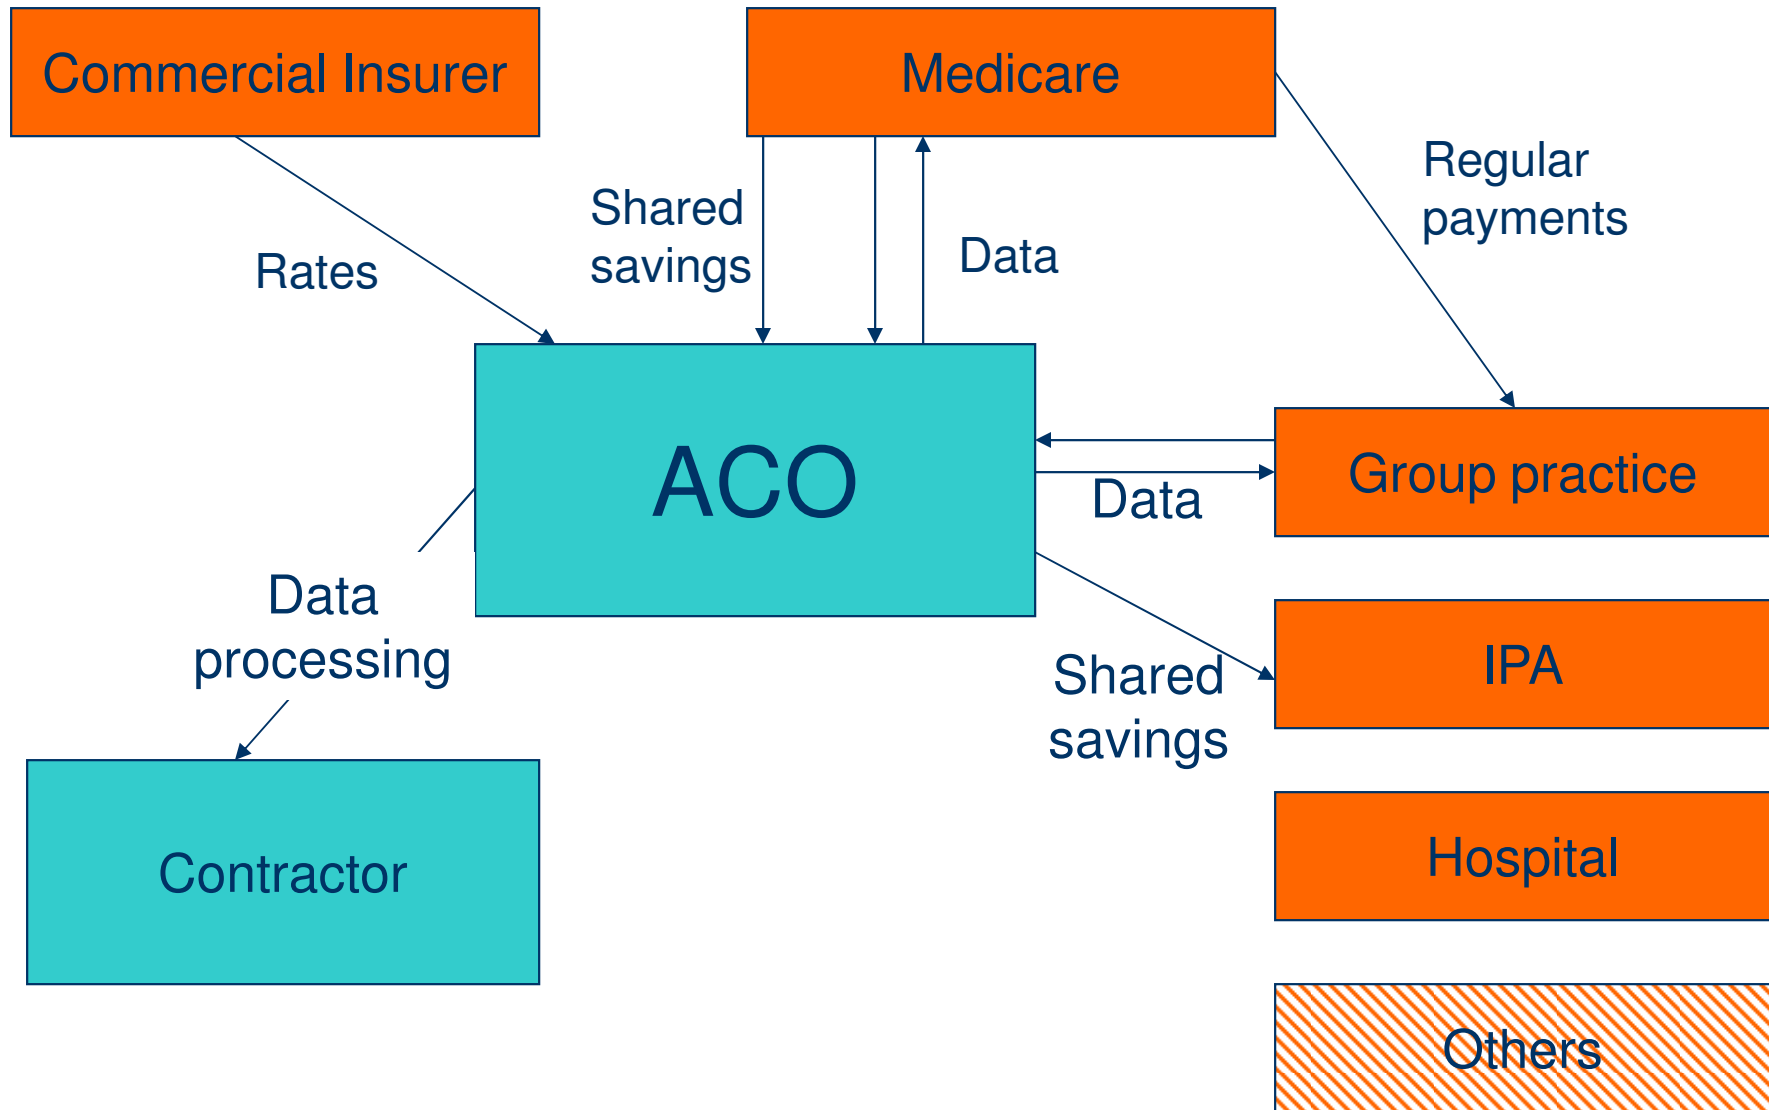 Commercial Insurer
Medicare
Regular
payments
Shared
savings
Data
Rates
ACO
Group practice
Data
Data
processing
IPA
Shared
savings
Contractor
Hospital
Others